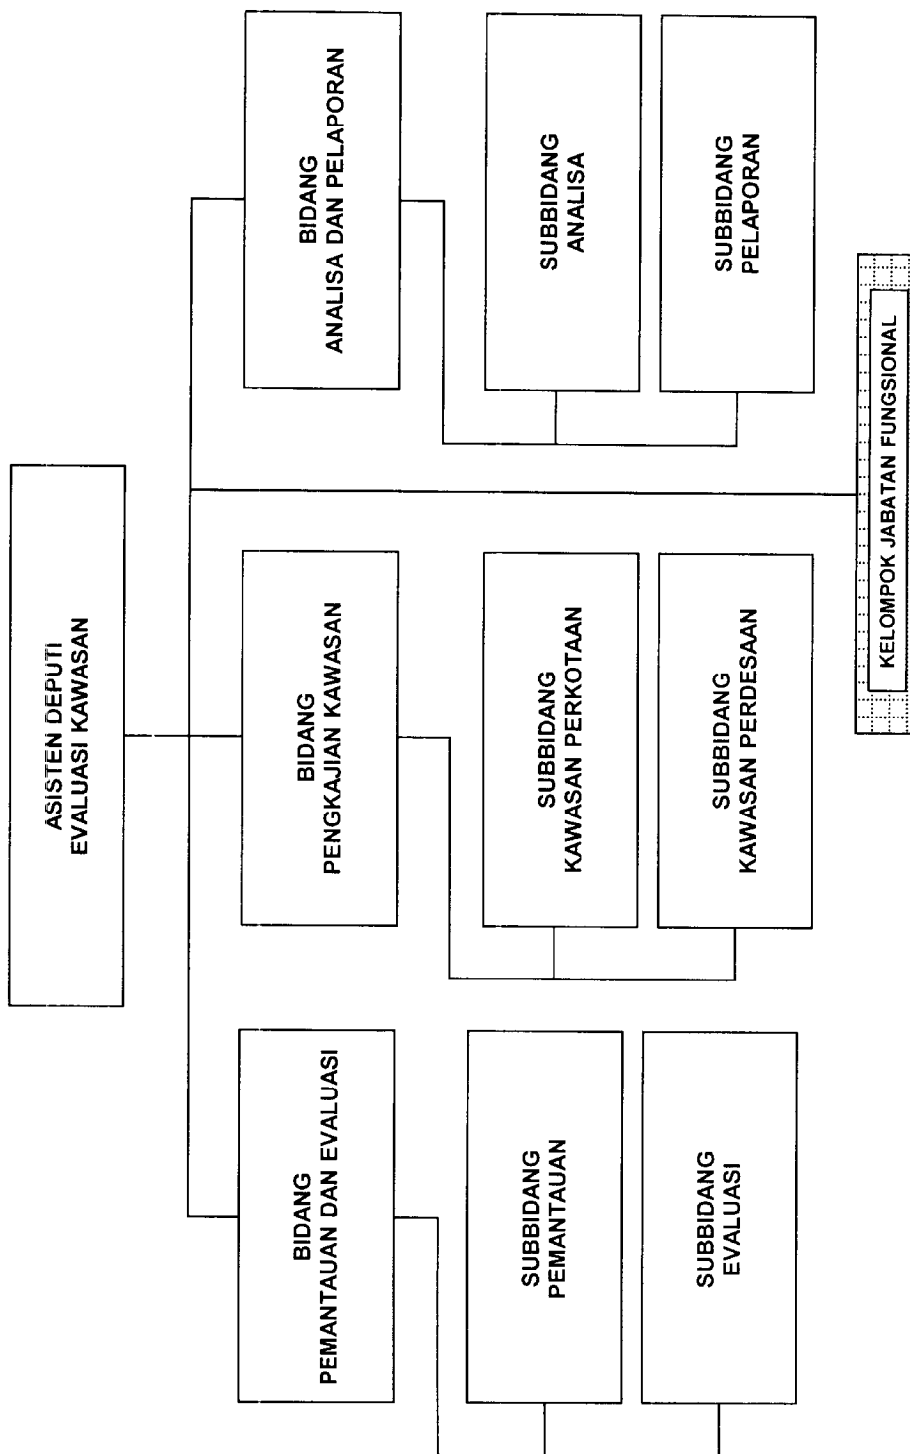 ASISTEN DEPUTI
EVALUASI KAWASAN
BIDANG
PEMANTAUAN DAN EVALUASI
BIDANG
PENGKAJIAN KAWASAN
BIDANG
ANALISA DAN PELAPORAN
SUBBIDANG
PEMANTAUAN
SUBBIDANG
KAWASAN PERKOTAAN
SUBBIDANG
ANALISA
SUBBIDANG
EVALUASI
SUBBIDANG
KAWASAN PERDESAAN
SUBBIDANG
PELAPORAN
KELOMPOK JABATAN FUNGSIONAL